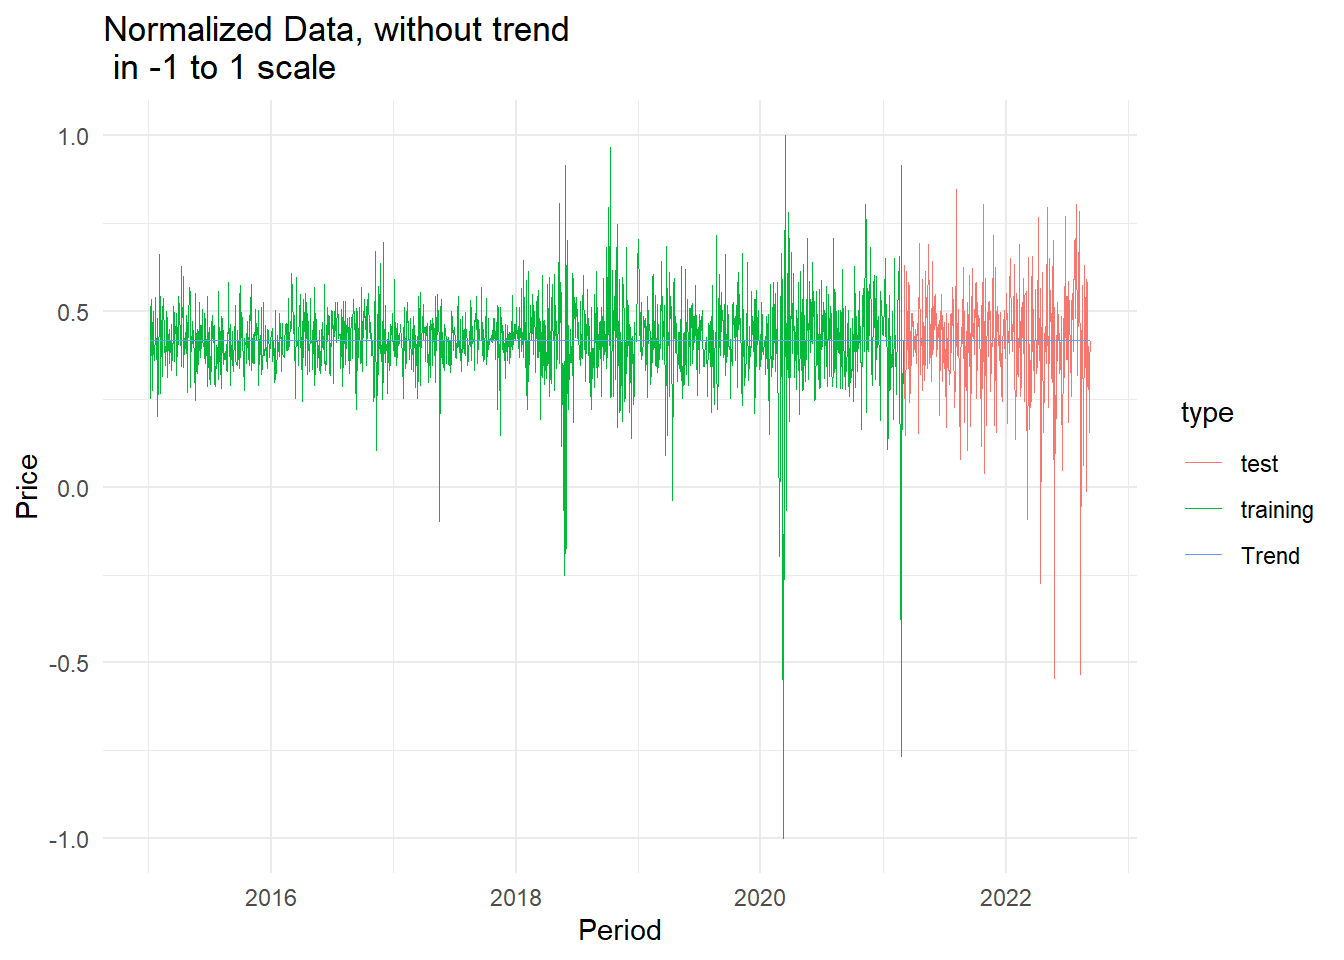 Normalized Data, without trend
in -1 to 1 scale
1.0
0.5
0.0
-0.5
-1.0
Price
2016 2018 2020 2022
Period
type
test
training
Trend